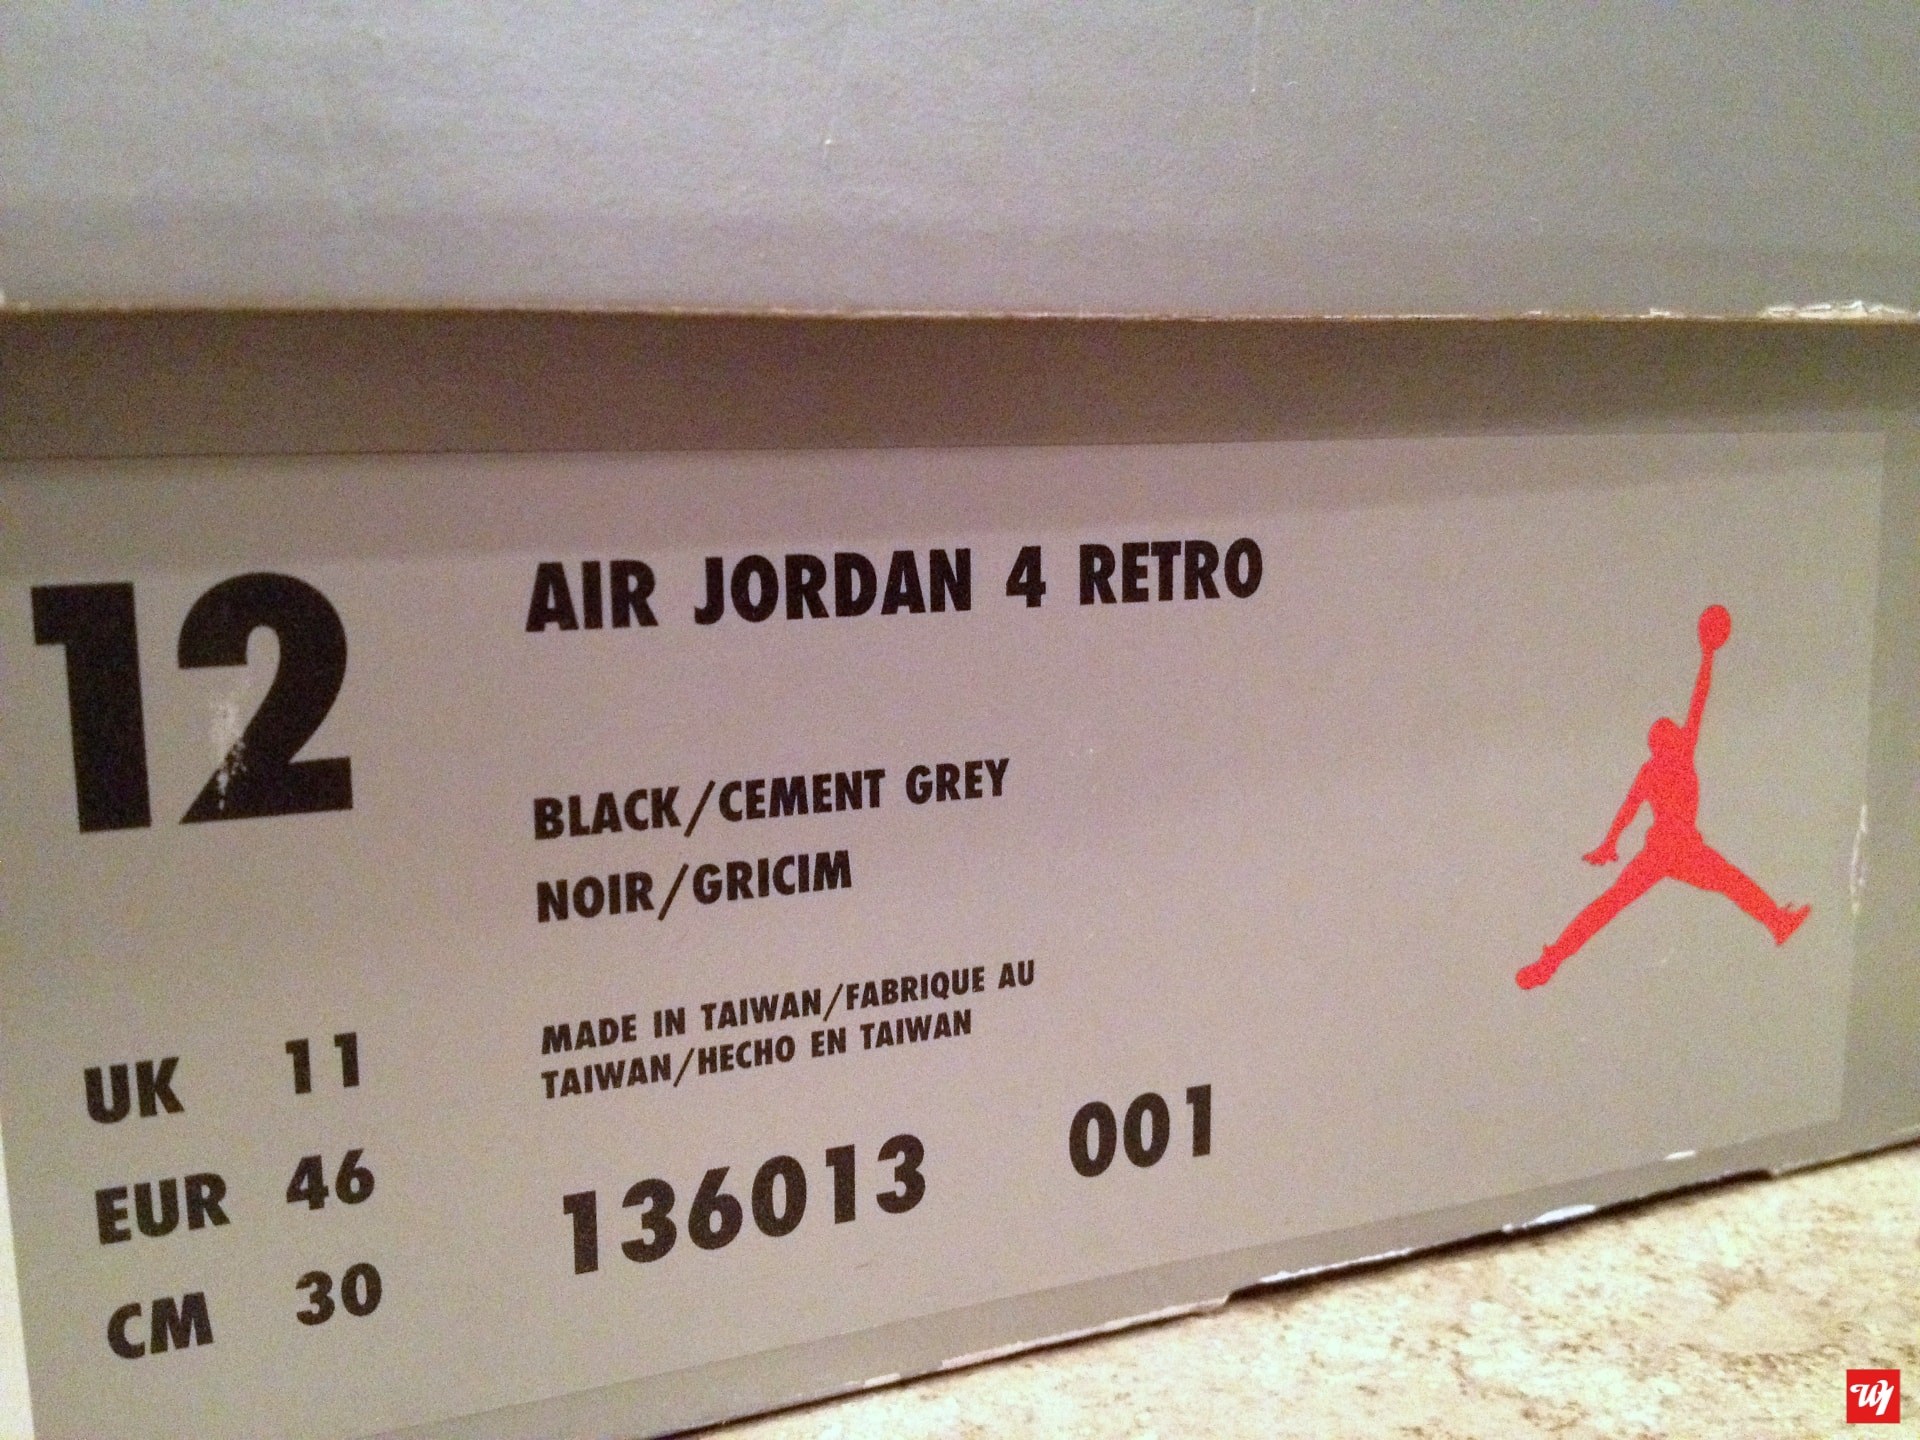 12
AIR JORDAN 4 RETRO
BLACK/CEMENT GREY
NOIR/GRICIM
MADE IN TAIWAN/FABRIQUE AU
TAIWAN/HECHO EN TAIWAN
UK 11
EUR 46
CM 30
136013 001